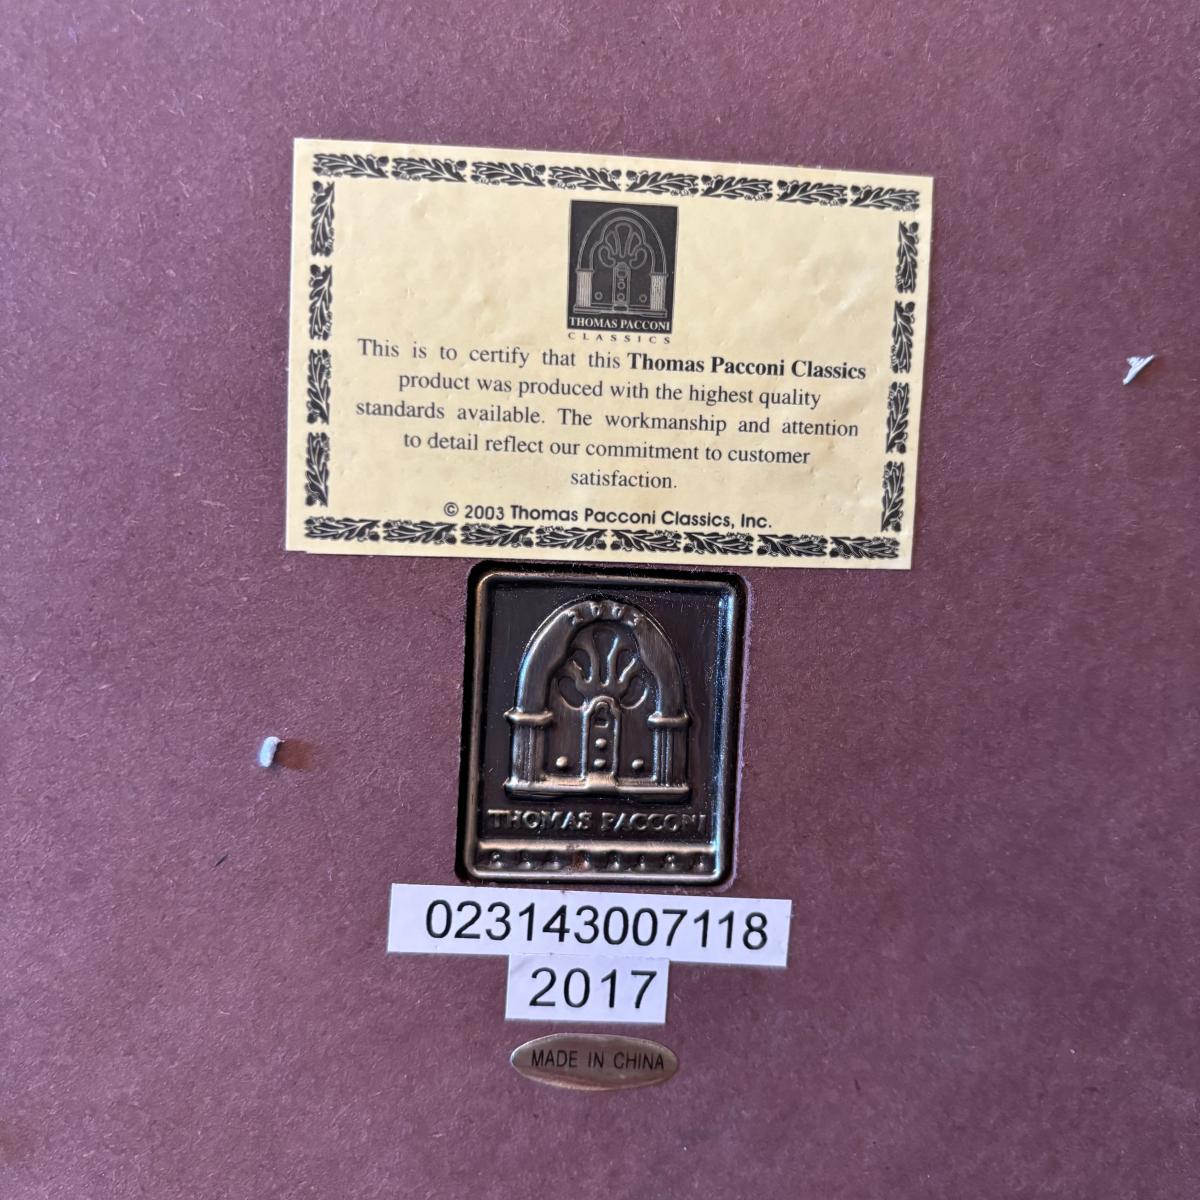 THOMAS PACCONI
CLASSICS
This is to certify that this Thomas Pacconi Classics
product was produced with the highest quality
standards available. The workmanship and attention
to detail reflect our commitment to customer
satisfaction.
© 2003 Thomas Pacconi Classics, Inc.
2003
THOMAS PACCONI
023143007118
2017
MADE IN CHINA